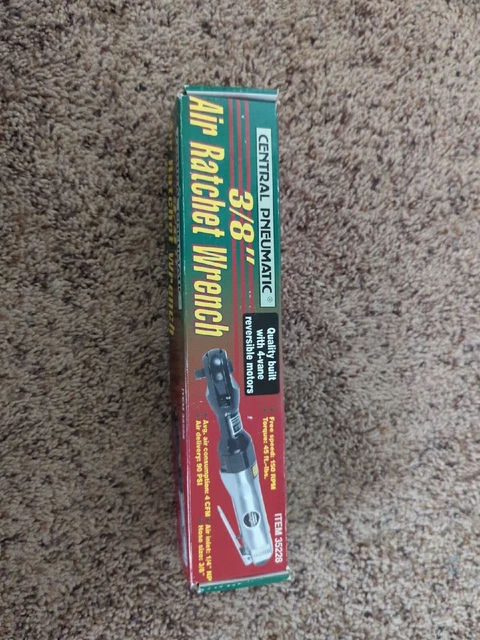 CENTRAL PNEUMATIC®
3/8"
Air Ratchet Wrench
Quality built
with 4-vane
reversible motors
Free speed: 150 RPM
Torque: 45 ft.-lbs.
Avg. air consumption: 4 CFM
Air delivery: 90 PSI
Air inlet: 1/4" NP
Hose size: 3/8"
ITEM 35226